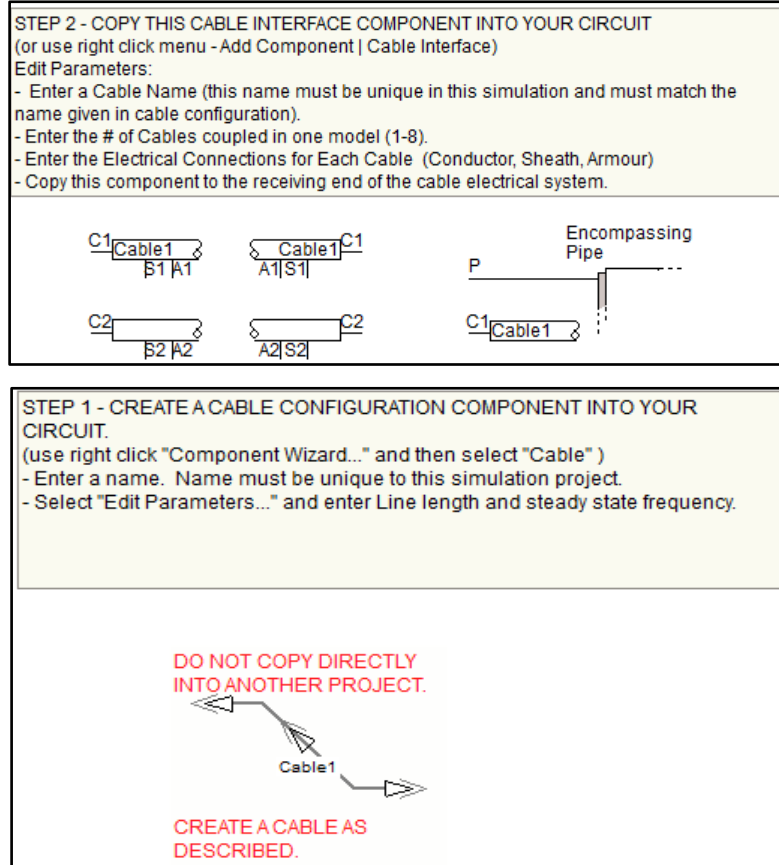 STEP 2 - COPY THIS CABLE INTERFACE COMPONENT INTO YOUR CIRCUIT
(or use right click menu - Add Component | Cable Interface)
Edit Parameters:
-  Enter a Cable Name (this name must be unique in this simulation and must match the
name given in cable configuration).
- Enter the # of Cables coupled in one model (1-8).
- Enter the Electrical Connections for Each Cable  (Conductor, Sheath, Armour)
- Copy this component to the receiving end of the cable electrical system.
C1 Cable1 S1 A1
Cable1 C1 A1 S1
Encompassing
Pipe
P
C2 S2 A2
C2 A2 S2
C1 Cable1
STEP 1 - CREATE A CABLE CONFIGURATION COMPONENT INTO YOUR
CIRCUIT.
(use right click "Component Wizard..." and then select "Cable" )
- Enter a name.  Name must be unique to this simulation project.
- Select "Edit Parameters..." and enter Line length and steady state frequency.
DO NOT COPY DIRECTLY
INTO ANOTHER PROJECT.
Cable1
CREATE A CABLE AS
DESCRIBED.